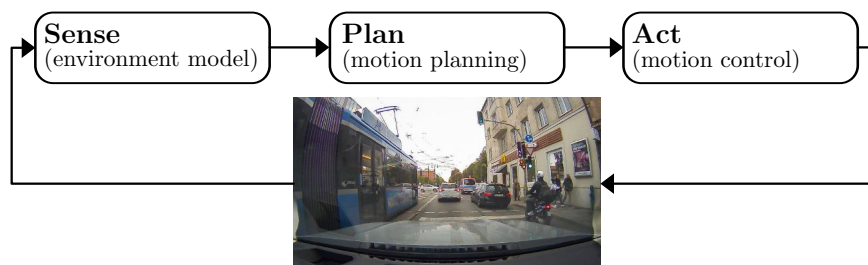 Sense
(environment model)
Plan
(motion planning)
Act
(motion control)